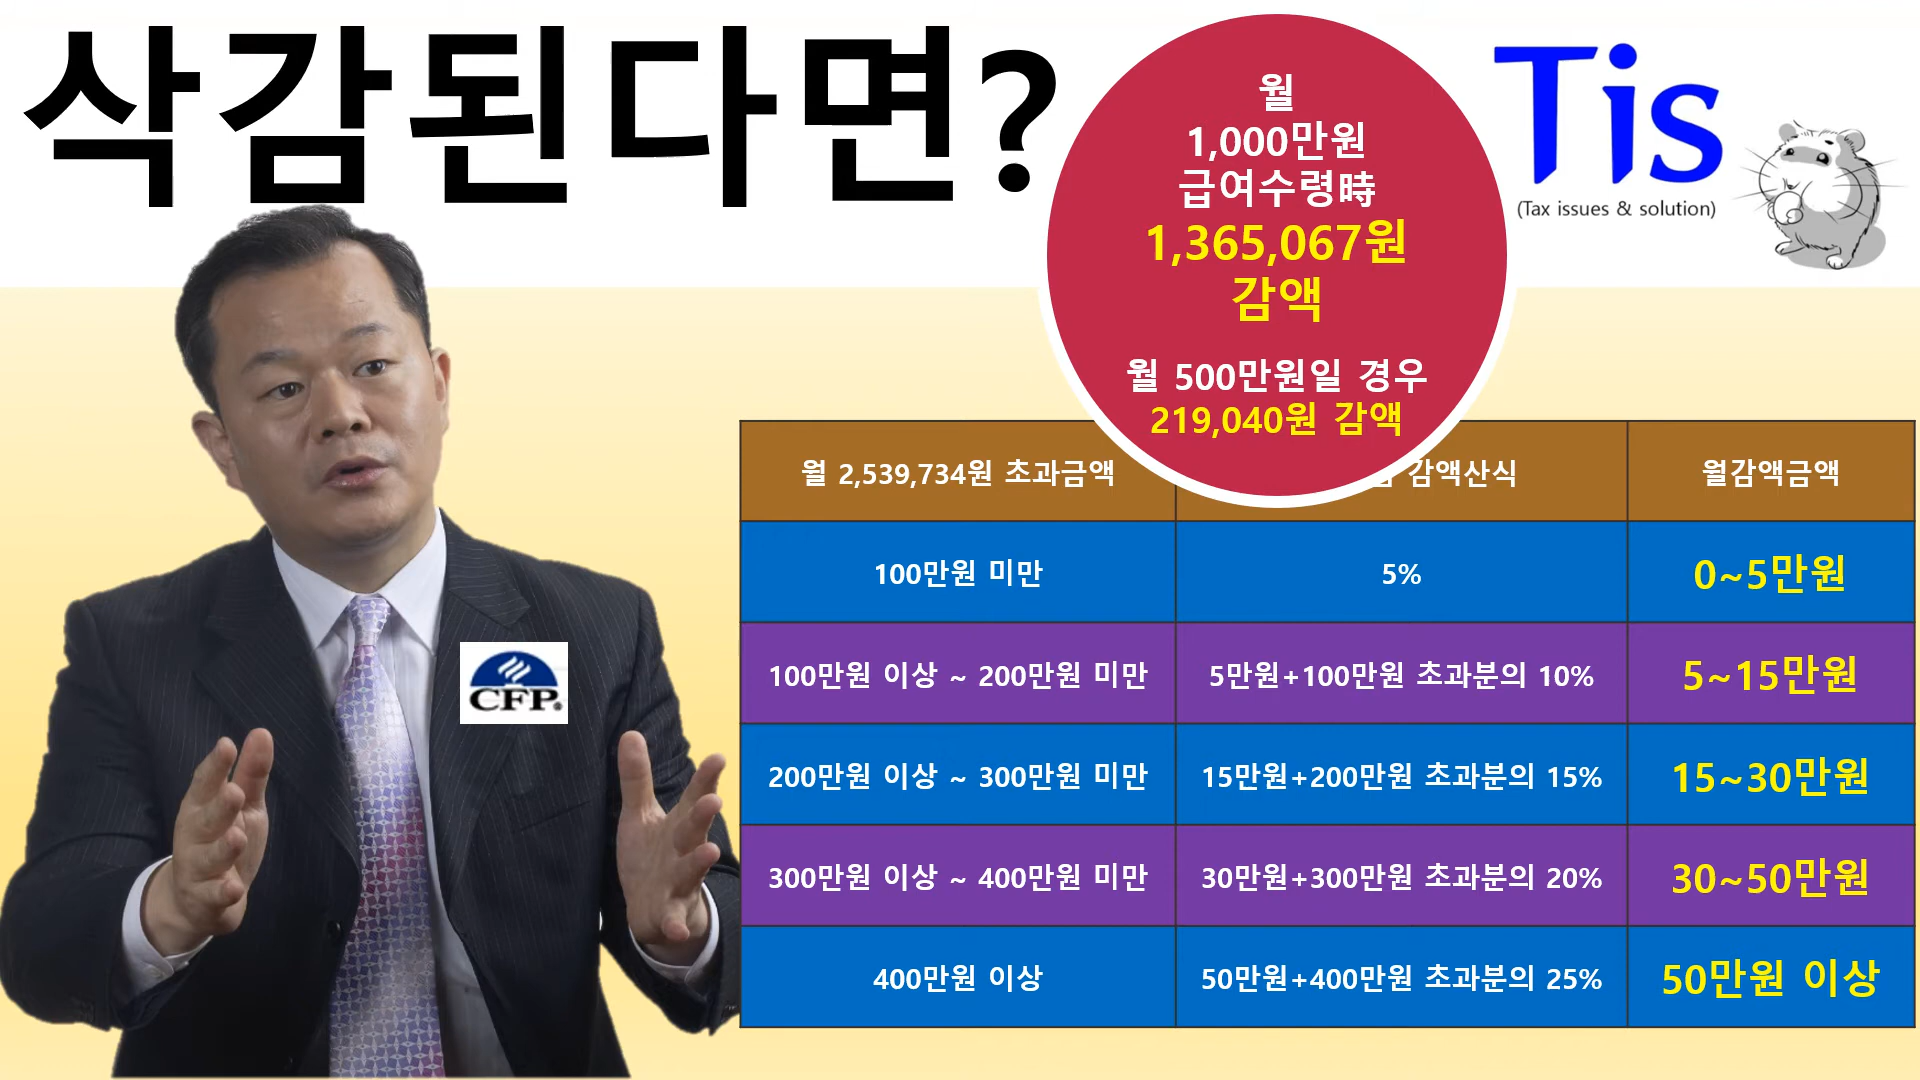 삭감된다면?
월
1,000만원
급여수령時
1,365,067원
감액
월 500만원일 경우
219,040원 감액
Tis
(Tax issues & solution)
CFP®
월 2,539,734원 초과금액
감액산식
월감액금액
100만원 미만
5%
0~5만원
100만원 이상 ~ 200만원 미만
5만원+100만원 초과분의 10%
5~15만원
200만원 이상 ~ 300만원 미만
15만원+200만원 초과분의 15%
15~30만원
300만원 이상 ~ 400만원 미만
30만원+300만원 초과분의 20%
30~50만원
400만원 이상
50만원+400만원 초과분의 25%
50만원 이상